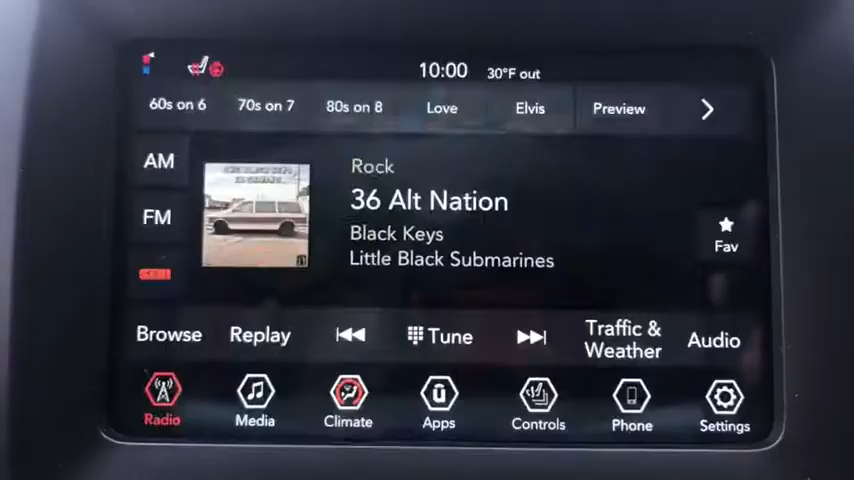 10:00 30°F out
60s on 6 70s on 7 80s on 8 Love Elvis Preview
AM
FM
Rock
36 Alt Nation
Black Keys
Little Black Submarines
Fav
Browse Replay Tune Traffic & Weather Audio
Radio Media Climate Apps Controls Phone Settings